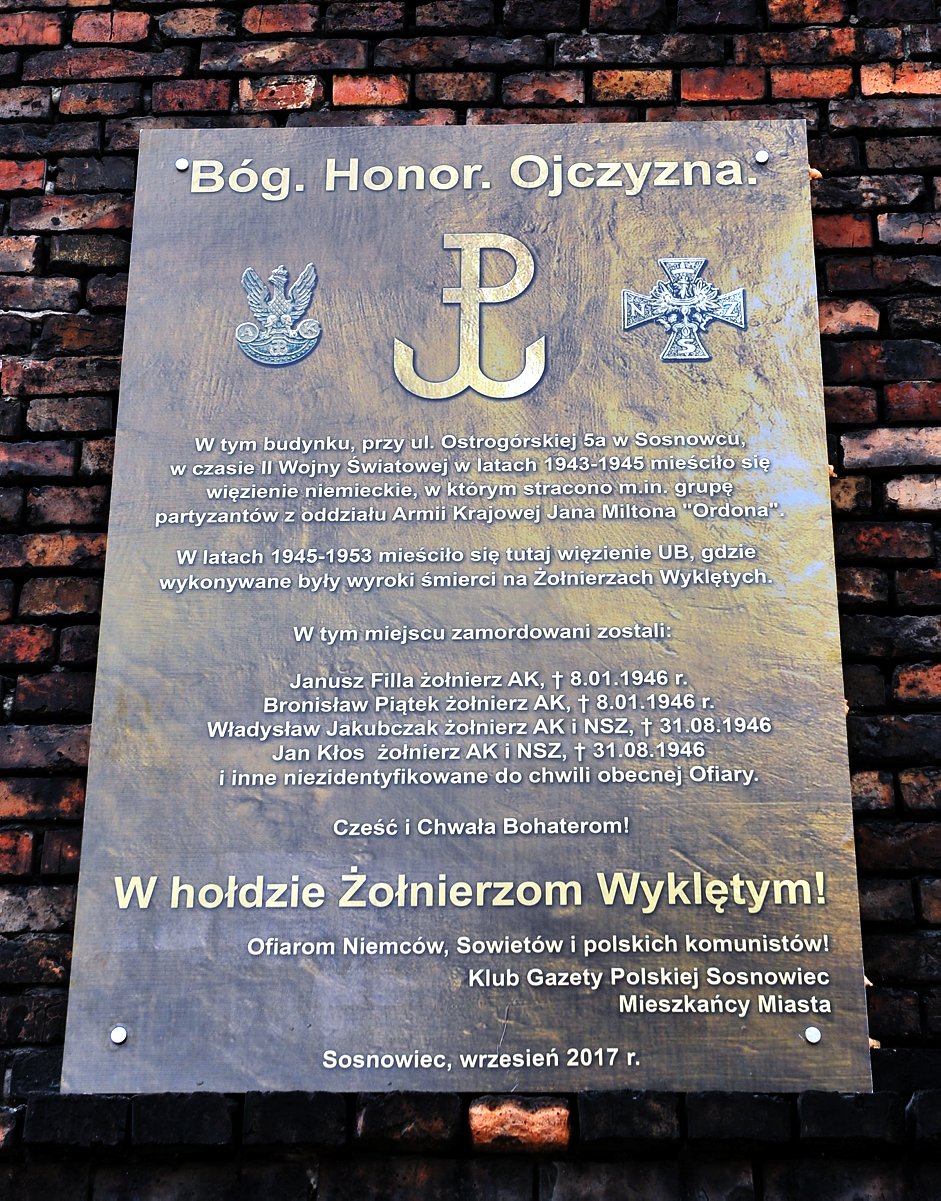 Bóg. Honor. Ojczyzna.
A K
N Z
S
W tym budynku, przy ul. Ostrogórskiej 5a w Sosnowcu,
w czasie II Wojny Światowej w latach 1943-1945 mieściło się
więzienie niemieckie, w którym stracono m.in. grupę
partyzantów z oddziału Armii Krajowej Jana Miltona "Ordona".
W latach 1945-1953 mieściło się tutaj więzienie UB, gdzie
wykonywane były wyroki śmierci na Żołnierzach Wyklętych.
W tym miejscu zamordowani zostali:
Janusz Filla żołnierz AK, † 8.01.1946 r.
Bronisław Piątek żołnierz AK, † 8.01.1946 r.
Władysław Jakubczak żołnierz AK i NSZ, † 31.08.1946
Jan Kłos żołnierz AK i NSZ, † 31.08.1946
i inne niezidentyfikowane do chwili obecnej Ofiary.
Cześć i Chwała Bohaterom!
W hołdzie Żołnierzom Wyklętym!
Ofiarom Niemców, Sowietów i polskich komunistów!
Klub Gazety Polskiej Sosnowiec
Mieszkańcy Miasta
Sosnowiec, wrzesień 2017 r.